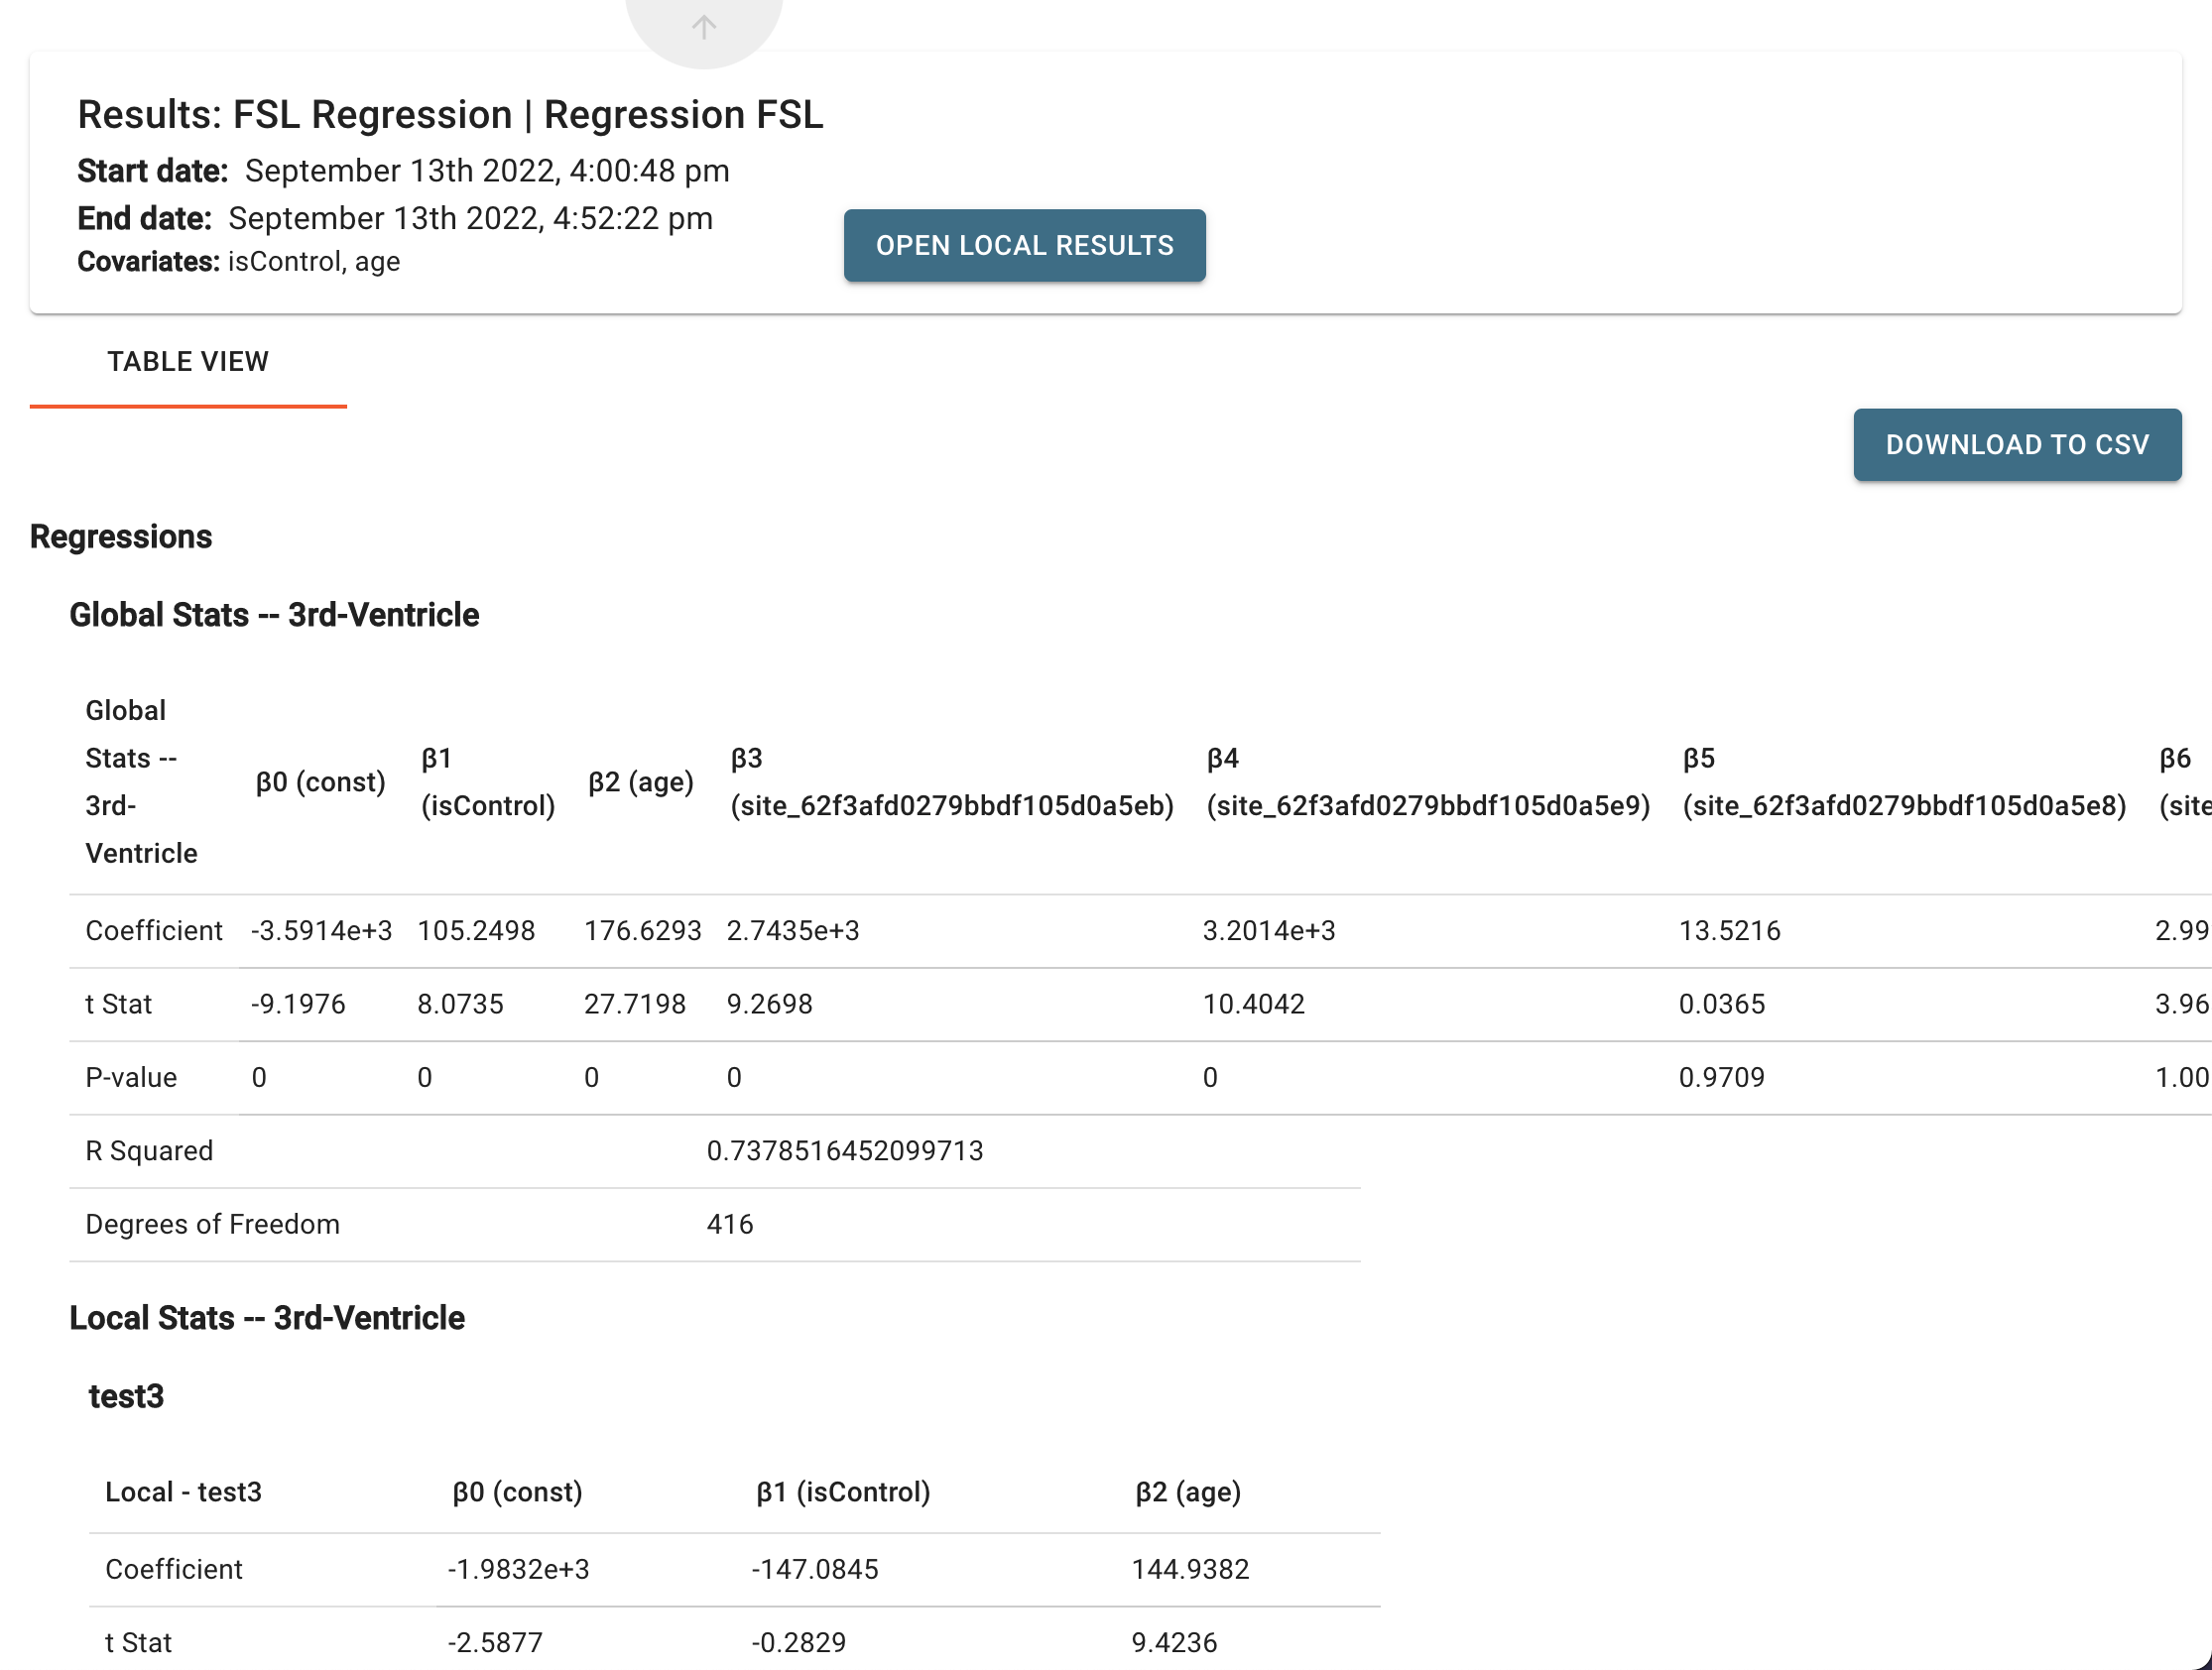 Results: FSL Regression | Regression FSL
Start date: September 13th 2022, 4:00:48 pm
End date: September 13th 2022, 4:52:22 pm
Covariates: isControl, age
OPEN LOCAL RESULTS
TABLE VIEW
DOWNLOAD TO CSV
Regressions
Global Stats -- 3rd-Ventricle
Global Stats -- 3rd-Ventricle β0 (const) β1 (isControl) β2 (age) β3 (site_62f3afd0279bbdf105d0a5eb) β4 (site_62f3afd0279bbdf105d0a5e9) β5 (site_62f3afd0279bbdf105d0a5e8) β6 (site
Coefficient -3.5914e+3 105.2498 176.6293 2.7435e+3 3.2014e+3 13.5216 2.99
t Stat -9.1976 8.0735 27.7198 9.2698 10.4042 0.0365 3.96
P-value 0 0 0 0 0 0.9709 1.00
R Squared 0.7378516452099713
Degrees of Freedom 416
Local Stats -- 3rd-Ventricle
test3
Local - test3 β0 (const) β1 (isControl) β2 (age)
Coefficient -1.9832e+3 -147.0845 144.9382
t Stat -2.5877 -0.2829 9.4236